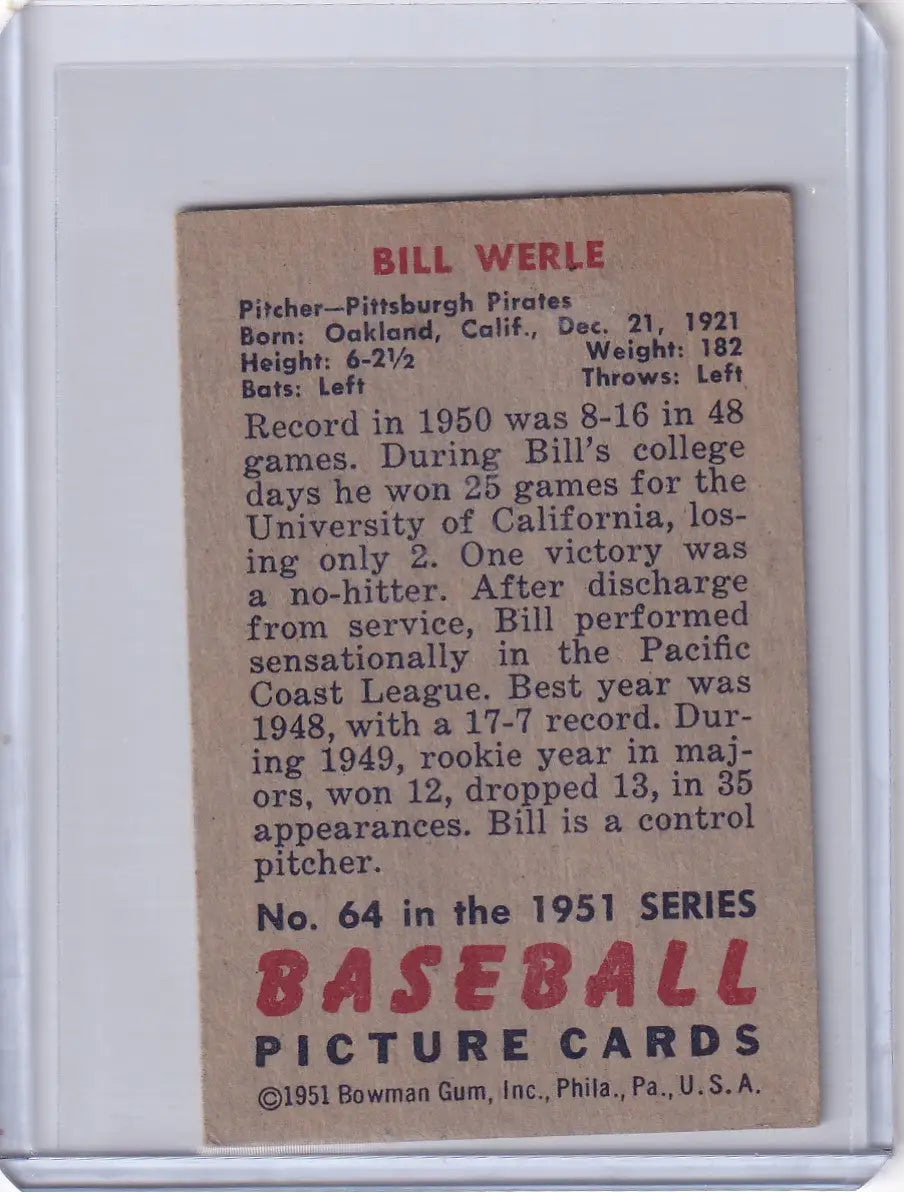 BILL WERLE
Pitcher—Pittsburgh Pirates
Born: Oakland, Calif., Dec. 21, 1921
Height: 6-2½ Weight: 182
Bats: Left Throws: Left
Record in 1950 was 8-16 in 48
games. During Bill's college
days he won 25 games for the
University of California, los-
ing only 2. One victory was
a no-hitter. After discharge
from service, Bill performed
sensationally in the Pacific
Coast League. Best year was
1948, with a 17-7 record. Dur-
ing 1949, rookie year in maj-
ors, won 12, dropped 13, in 35
appearances. Bill is a control
pitcher.
No. 64 in the 1951 SERIES
BASEBALL
PICTURE CARDS
©1951 Bowman Gum, Inc., Phila., Pa., U.S.A.